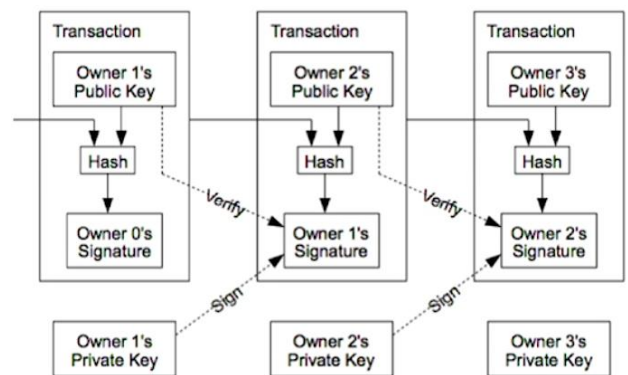 Transaction
Owner 1's
Public Key
Hash
Owner 0's
Signature
Transaction
Owner 2's
Public Key
Hash
Verify
Owner 1's
Signature
Transaction
Owner 3's
Public Key
Hash
Verify
Owner 2's
Signature
Sign
Sign
Owner 1's
Private Key
Owner 2's
Private Key
Owner 3's
Private Key